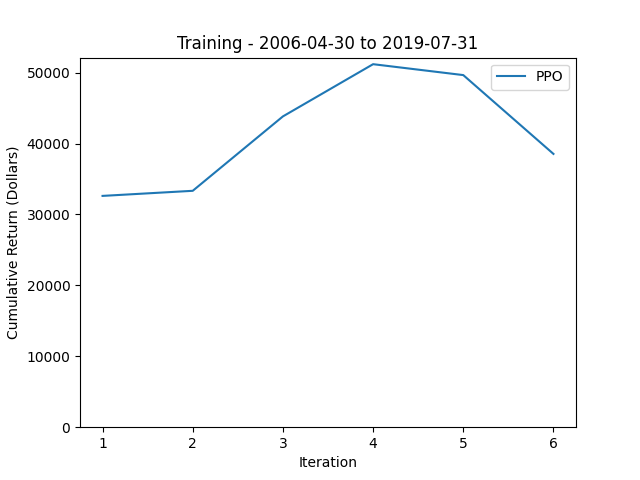 Training - 2006-04-30 to 2019-07-31
PPO
Cumulative Return (Dollars)
50000
40000
30000
20000
10000
0
1 2 3 4 5 6
Iteration